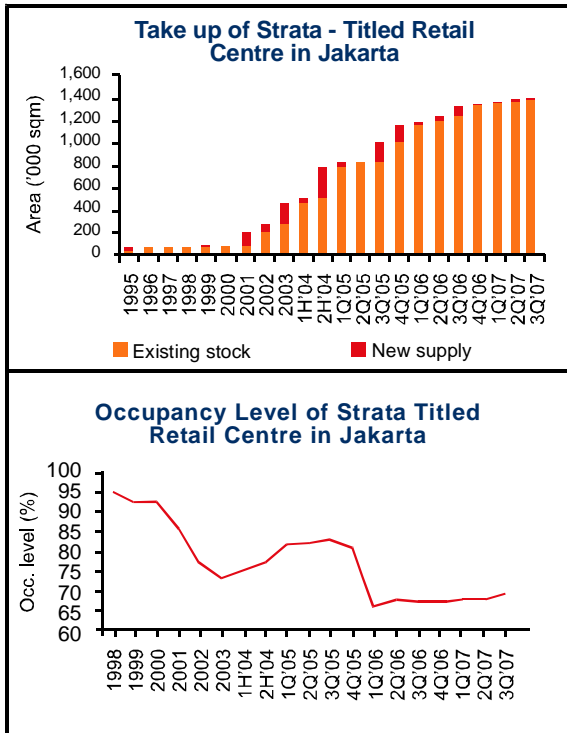 Take up of Strata - Titled Retail
Centre in Jakarta
Area ('000 sqm)
1,600
1,400
1,200
1,000
800
600
400
200
0
1995
1996
1997
1998
1999
2000
2001
2002
2003
1H'04
2H'04
1Q'05
2Q'05
3Q'05
4Q'05
1Q'06
2Q'06
3Q'06
4Q'06
1Q'07
2Q'07
3Q'07
Existing stock
New supply
Occupancy Level of Strata Titled
Retail Centre in Jakarta
Occ. level (%)
100
95
90
85
80
75
70
65
60
1998
1999
2000
2001
2002
2003
1H'04
2H'04
1Q'05
2Q'05
3Q'05
4Q'05
1Q'06
2Q'06
3Q'06
4Q'06
1Q'07
2Q'07
3Q'07